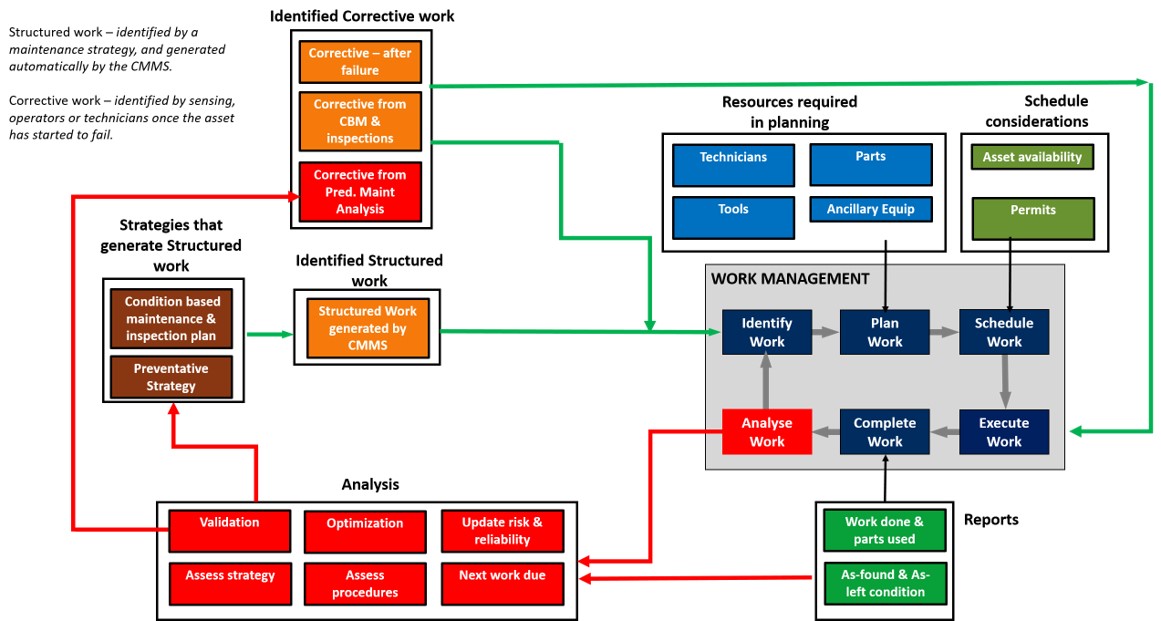 Structured work – identified by a
maintenance strategy, and generated
automatically by the CMMS.
Corrective work – identified by sensing,
operators or technicians once the asset
has started to fail.
Identified Corrective work
Corrective – after
failure
Corrective from
CBM &
inspections
Corrective from
Pred. Maint
Analysis
Resources required
in planning
Technicians
Parts
Tools
Ancillary Equip
Schedule
considerations
Asset availability
Permits
Strategies that
generate Structured
work
Condition based
maintenance &
inspection plan
Preventative
Strategy
Identified Structured
work
Structured Work
generated by
CMMS
WORK MANAGEMENT
Identify
Work
Plan
Work
Schedule
Work
Analyse
Work
Complete
Work
Execute
Work
Analysis
Validation
Optimization
Update risk &
reliability
Assess strategy
Assess
procedures
Next work due
Reports
Work done &
parts used
As-found & As-
left condition